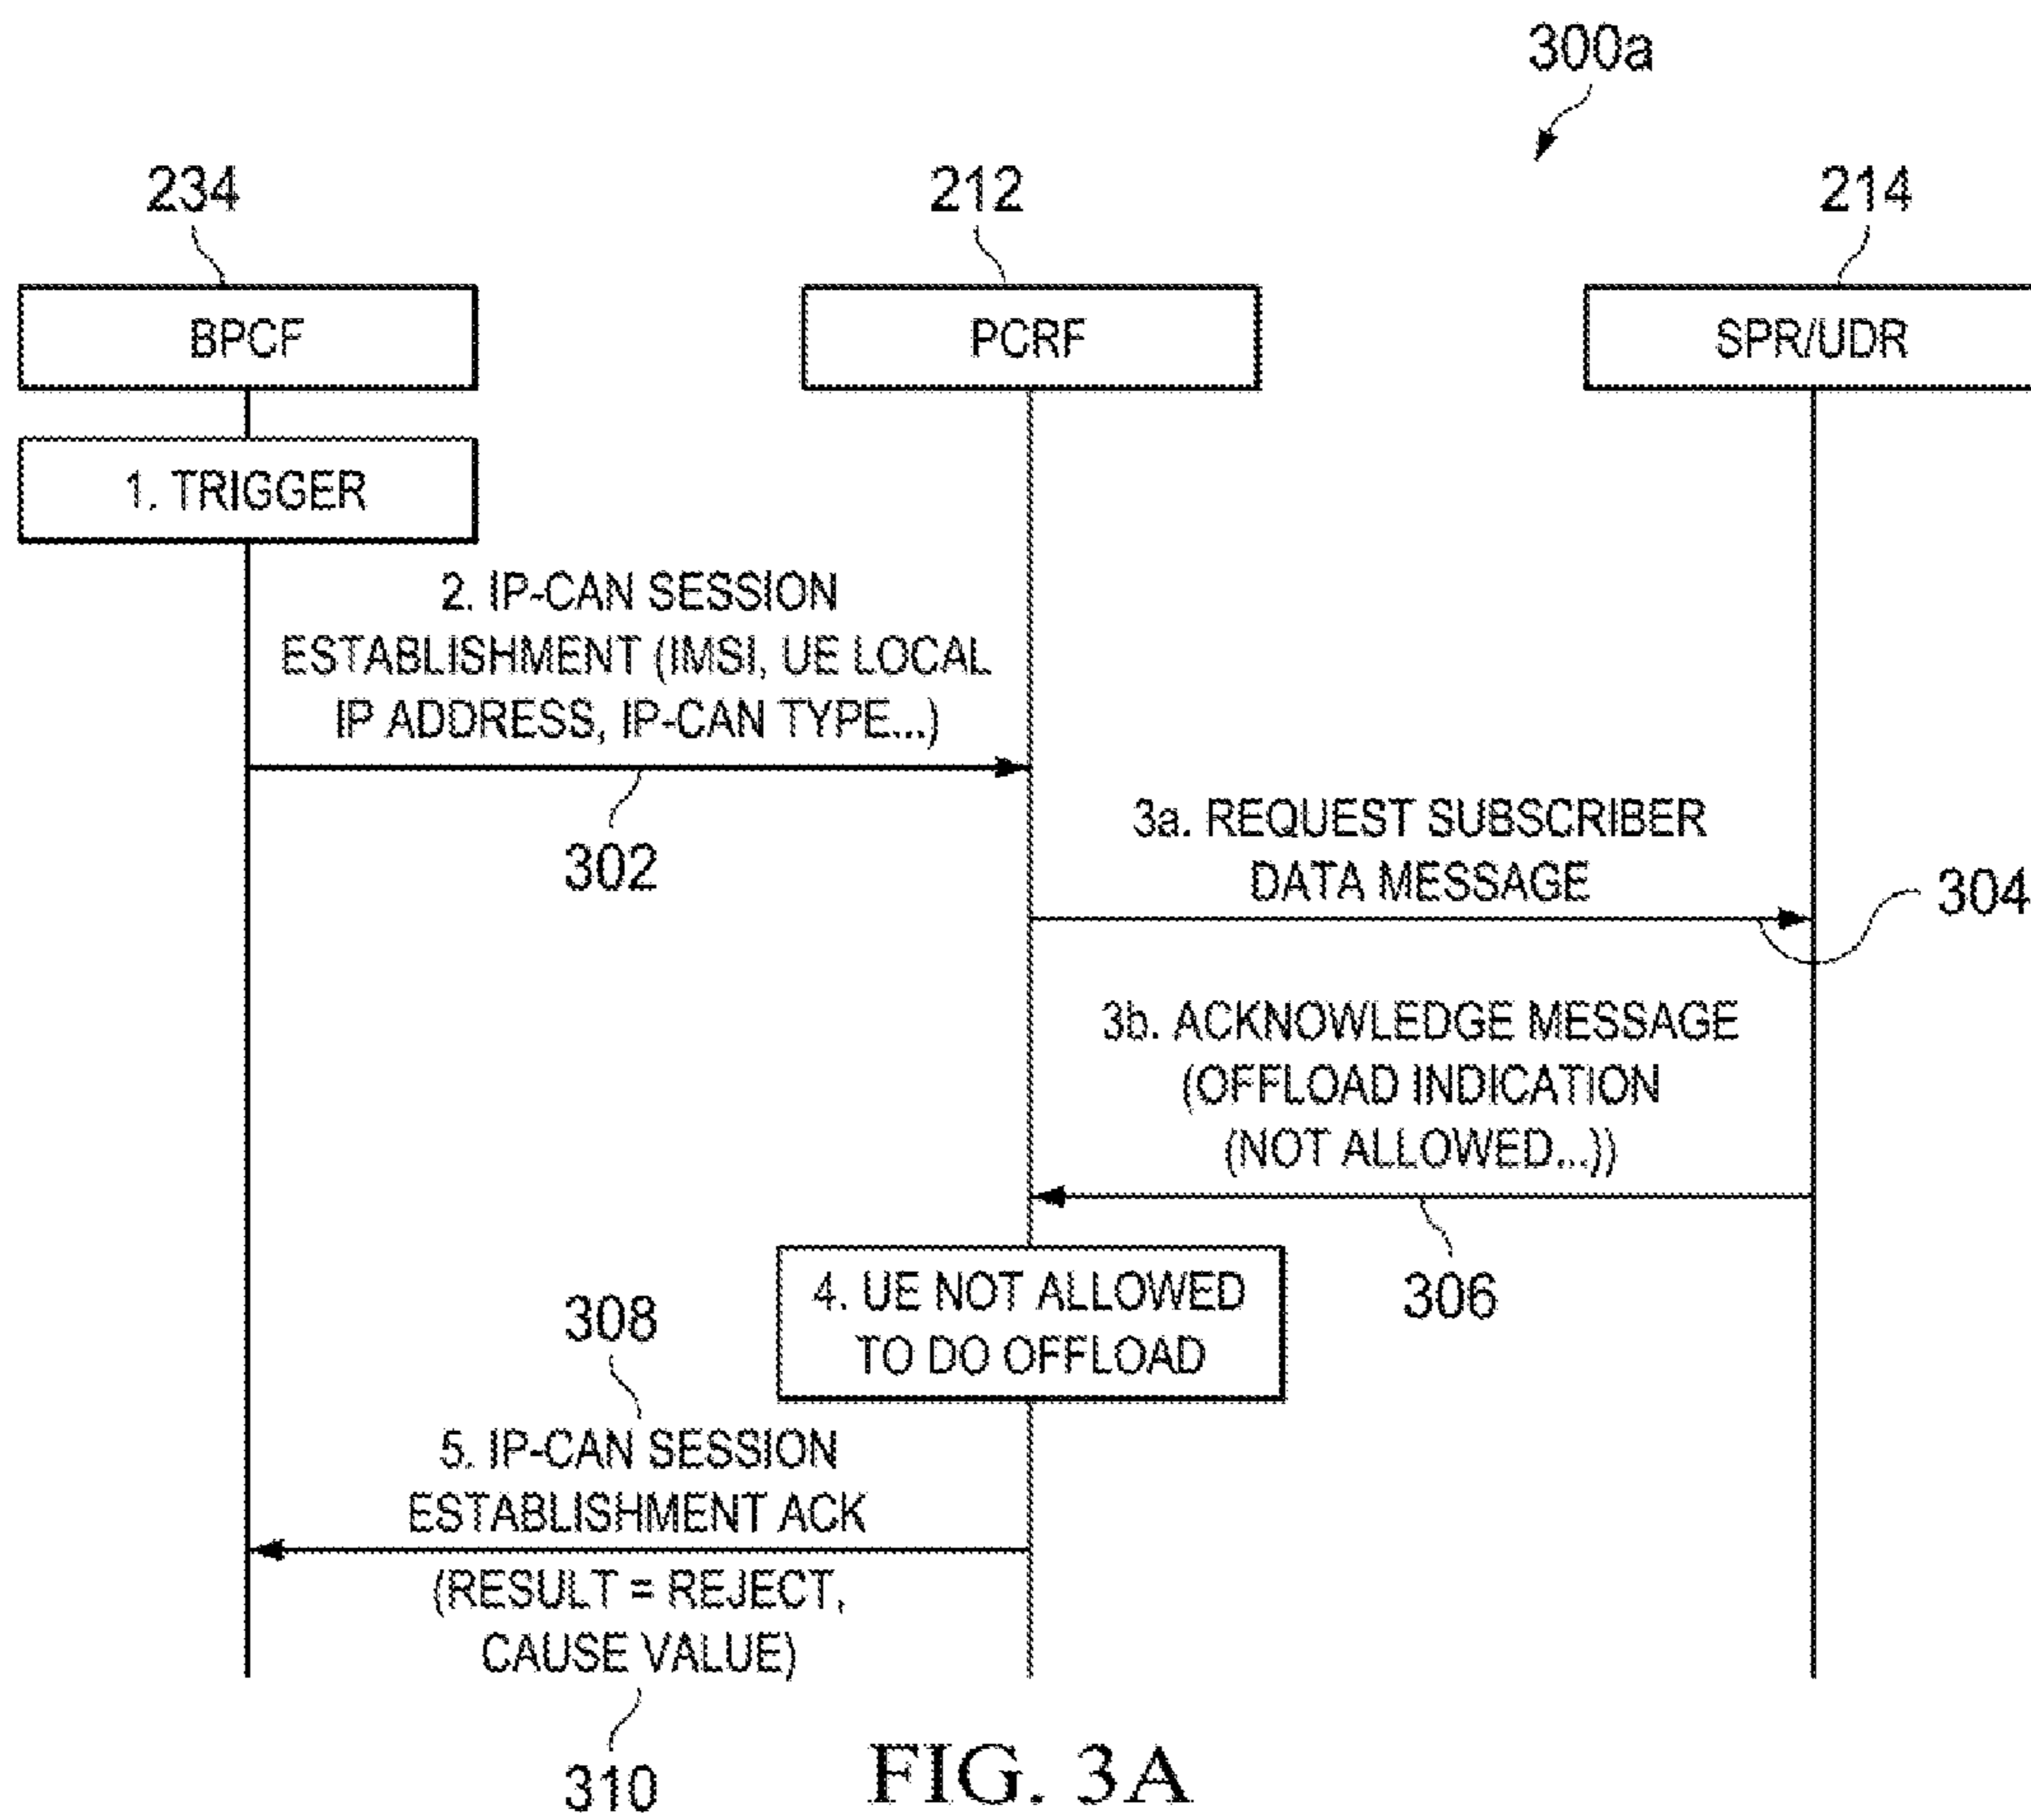 300a
234
212
214
BPCF
PCRF
SPR/UDR
1. TRIGGER
2. IP-CAN SESSION
ESTABLISHMENT (IMSI, UE LOCAL
IP ADDRESS, IP-CAN TYPE...)
302
3a. REQUEST SUBSCRIBER
DATA MESSAGE
304
3b. ACKNOWLEDGE MESSAGE
(OFFLOAD INDICATION
(NOT ALLOWED...))
306
4. UE NOT ALLOWED
TO DO OFFLOAD
308
5. IP-CAN SESSION
ESTABLISHMENT ACK
(RESULT = REJECT,
CAUSE VALUE)
310
FIG. 3A